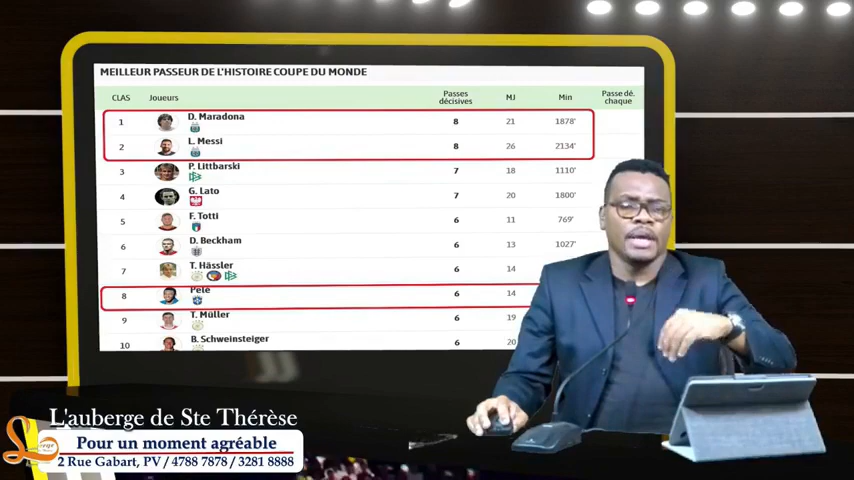 MEILLEUR PASSEUR DE L'HISTOIRE COUPE DU MONDE
CLAS Joueurs Passes décisives MJ Min Passe dé. chaque
1 D. Maradona 8 21 1878'
2 L. Messi 8 26 2134'
3 P. Littbarski 7 18 1110'
4 G. Lato 7 20 1800'
5 F. Totti 6 11 769'
6 D. Beckham 6 13 1027'
7 T. Hässler 6 14
8 Pelé 6 14
9 T. Müller 6 19
10 B. Schweinsteiger 6 20
L'auberge de Ste Thérèse
Pour un moment agréable
2 Rue Gabart, PV / 4788 7878 / 3281 8888